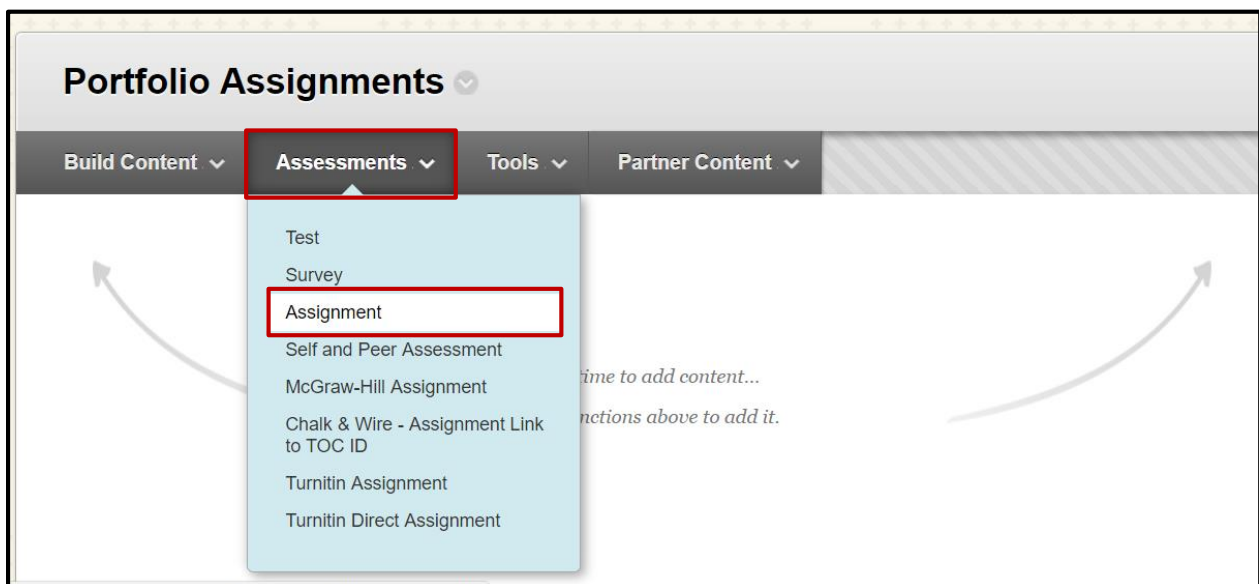 Portfolio Assignments
Build Content
Assessments
Tools
Partner Content
Test
Survey
Assignment
Self and Peer Assessment
McGraw-Hill Assignment
Chalk & Wire - Assignment Link
to TOC ID
Turnitin Assignment
Turnitin Direct Assignment
time to add content...
above to add it.